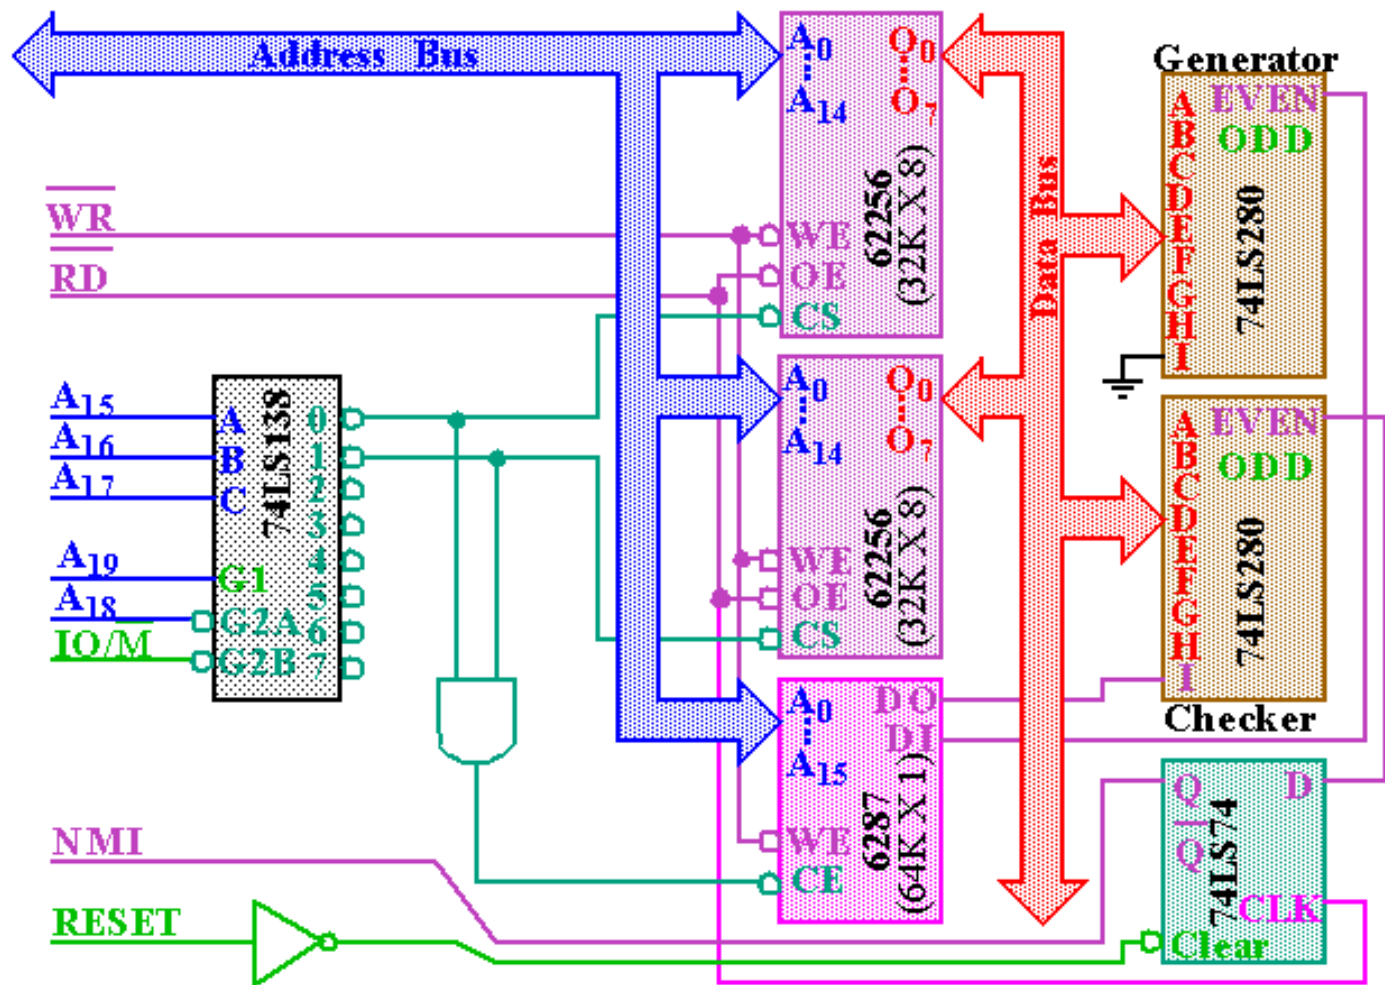 Address Bus
A0
A14
O0
O7
62256
(32K X 8)
WE
OE
CS
WR
RD
Data Bus
Generator
A
B
C
D
E
F
G
H
I
EVEN
ODD
74LS280
A15
A16
A17
A19
A18
IO/M
A
B
C
G1
G2A
G2B
74LS138
0
1
2
3
4
5
6
7
A0
A14
O0
O7
62256
(32K X 8)
WE
OE
CS
A
B
C
D
E
F
G
H
I
EVEN
ODD
74LS280
Checker
A0
A15
DO
DI
6287
(64K X 1)
WE
CE
Q
Q
D
74LS74
CLK
Clear
NMI
RESET